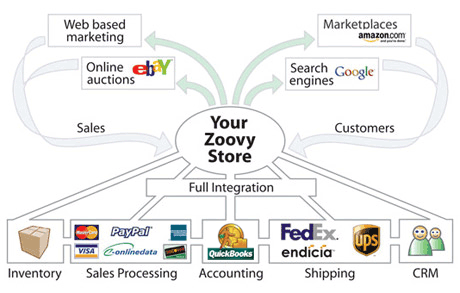 Web based
marketing
Marketplaces
amazon.com
and you're done.
Online
auctions
ebY
Search
engines
Google
Sales
Customers
Your
Zoovy
Store
Full Integration
MasterCard
PayPal
VISA
e-onlinedata
QuickBooks
FedEx
endicia
ups
Inventory
Sales Processing
Accounting
Shipping
CRM